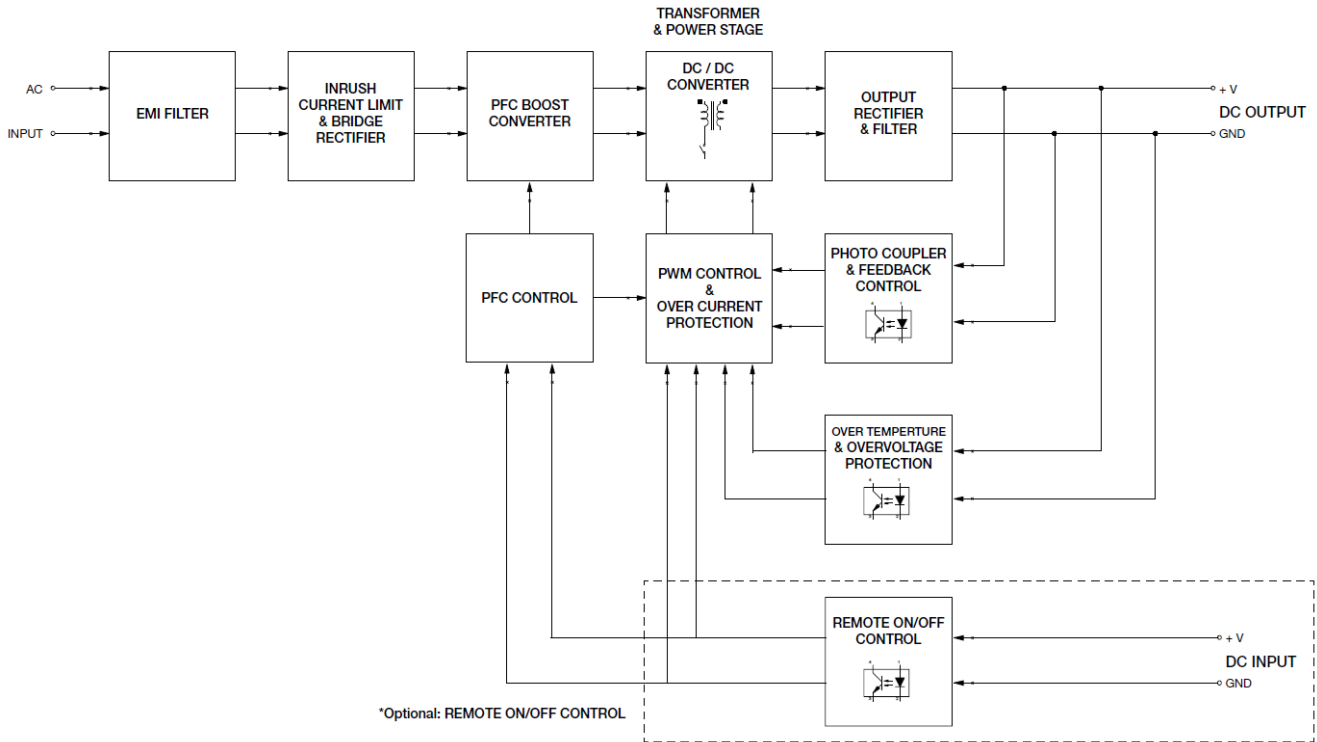 TRANSFORMER
& POWER STAGE
AC
INPUT
EMI FILTER
INRUSH
CURRENT LIMIT
& BRIDGE
RECTIFIER
PFC BOOST
CONVERTER
DC / DC
CONVERTER
OUTPUT
RECTIFIER
& FILTER
+ V
DC OUTPUT
GND
PFC CONTROL
PWM CONTROL
&
OVER CURRENT
PROTECTION
PHOTO COUPLER
& FEEDBACK
CONTROL
OVER TEMPERTURE
& OVERVOLTAGE
PROTECTION
REMOTE ON/OFF
CONTROL
+ V
DC INPUT
GND
*Optional: REMOTE ON/OFF CONTROL